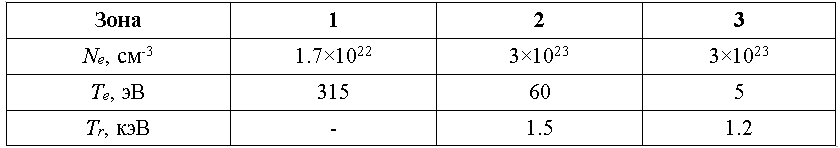 Зона 1 2 3
Nₑ, см⁻³ 1.7×10²² 3×10²³ 3×10²³
Tₑ, эВ 315 60 5
Tᵣ, кэВ - 1.5 1.2